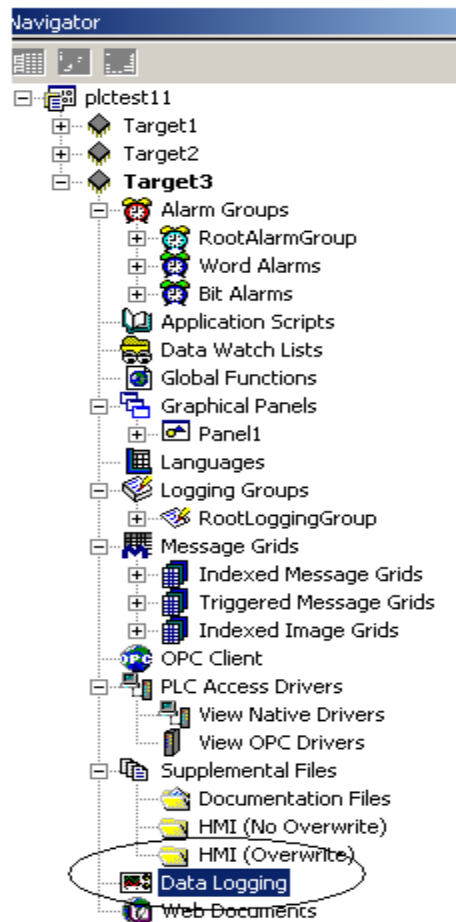 Navigator
plctest11
Target1
Target2
Target3
Alarm Groups
RootAlarmGroup
Word Alarms
Bit Alarms
Application Scripts
Data Watch Lists
Global Functions
Graphical Panels
Panel1
Languages
Logging Groups
RootLoggingGroup
Message Grids
Indexed Message Grids
Triggered Message Grids
Indexed Image Grids
OPC Client
PLC Access Drivers
View Native Drivers
View OPC Drivers
Supplemental Files
Documentation Files
HMI (No Overwrite)
HMI (Overwrite)
Data Logging
Web Documents